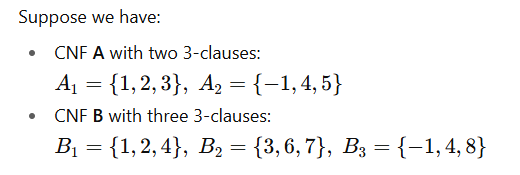 Suppose we have:
• CNF A with two 3-clauses:
A₁ = {1, 2, 3}, A₂ = {−1, 4, 5}
• CNF B with three 3-clauses:
B₁ = {1, 2, 4}, B₂ = {3, 6, 7}, B₃ = {−1, 4, 8}